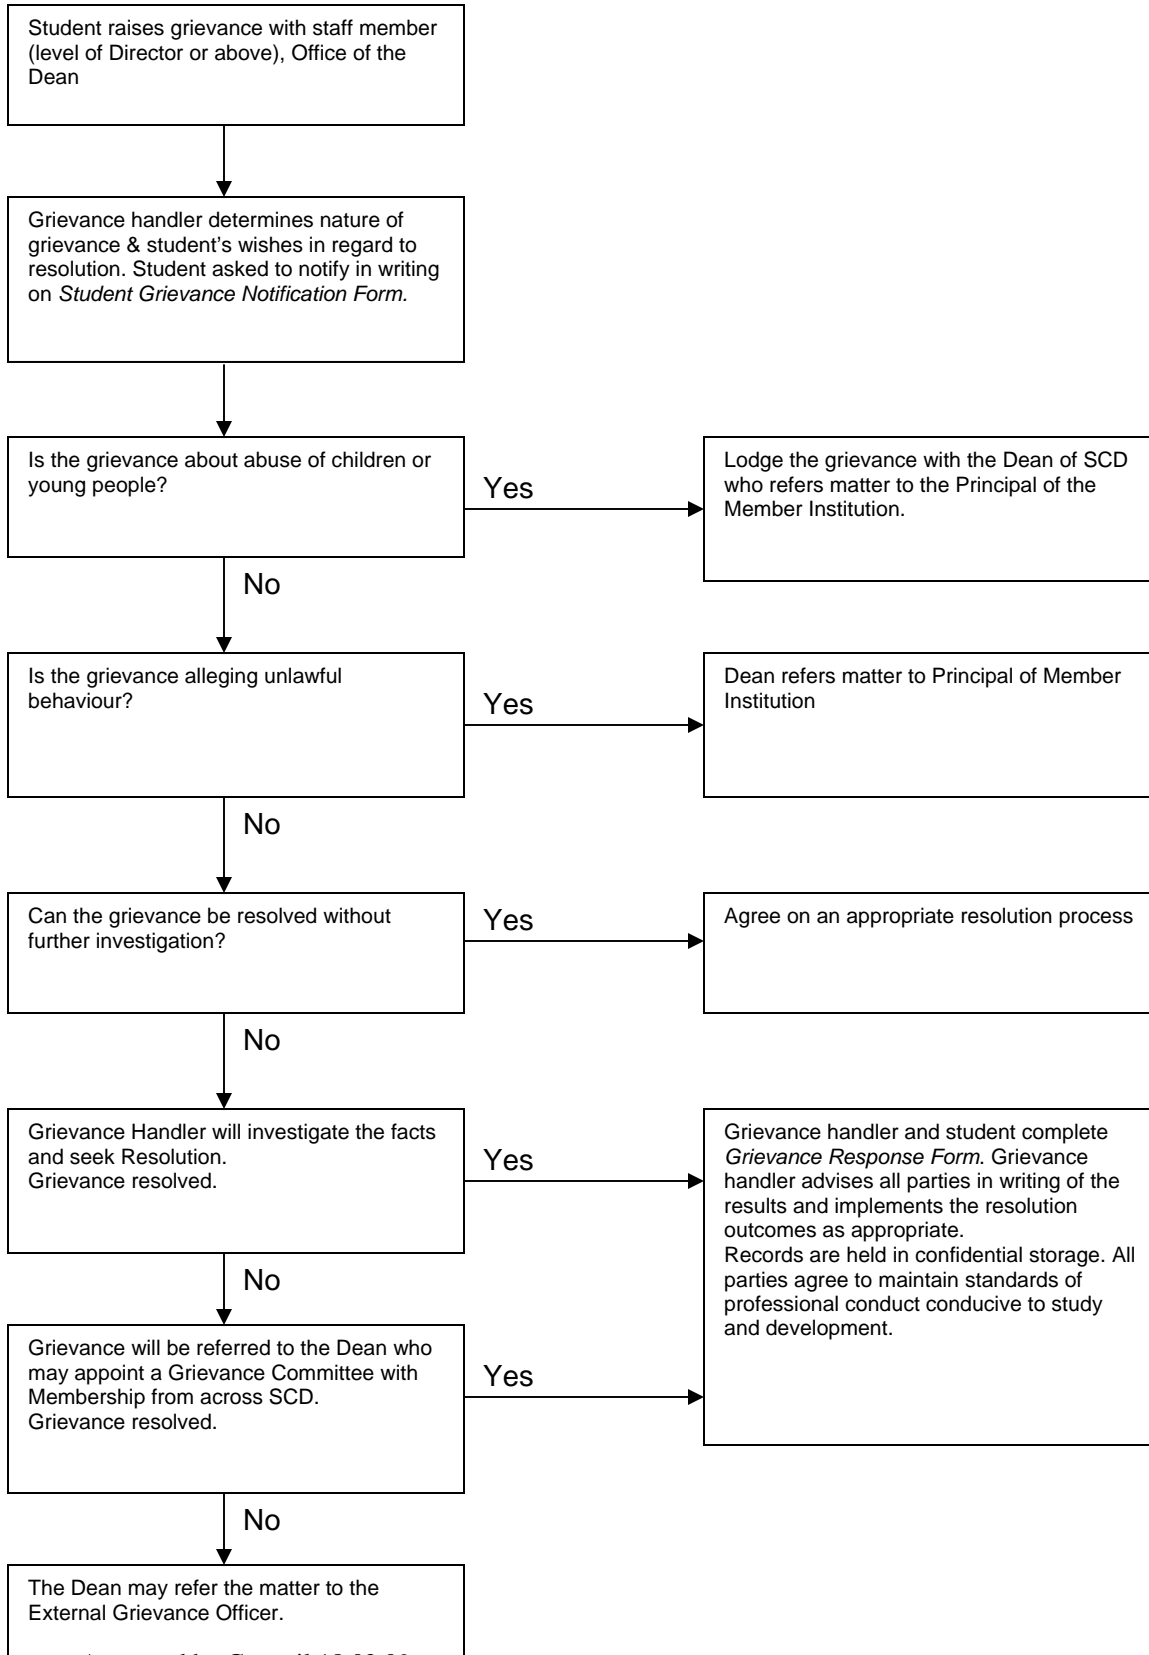 Student raises grievance with staff member
(level of Director or above), Office of the
Dean
Grievance handler determines nature of
grievance & student's wishes in regard to
resolution. Student asked to notify in writing
on Student Grievance Notification Form.
Is the grievance about abuse of children or
young people?
Yes
Lodge the grievance with the Dean of SCD
who refers matter to the Principal of the
Member Institution.
No
Is the grievance alleging unlawful
behaviour?
Yes
Dean refers matter to Principal of Member
Institution
No
Can the grievance be resolved without
further investigation?
Yes
Agree on an appropriate resolution process
No
Grievance Handler will investigate the facts
and seek Resolution.
Grievance resolved.
Yes
Grievance handler and student complete
Grievance Response Form. Grievance
handler advises all parties in writing of the
results and implements the resolution
outcomes as appropriate.
Records are held in confidential storage. All
parties agree to maintain standards of
professional conduct conducive to study
and development.
No
Grievance will be referred to the Dean who
may appoint a Grievance Committee with
Membership from across SCD.
Grievance resolved.
Yes
No
The Dean may refer the matter to the
External Grievance Officer.